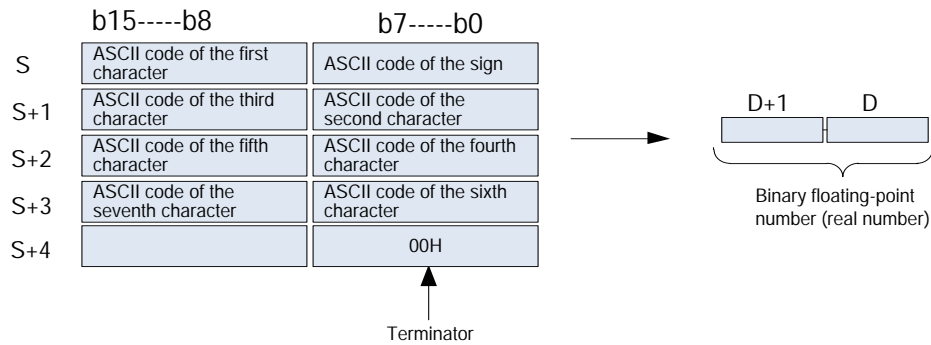 b15-----b8
b7-----b0
S
ASCII code of the first
character
ASCII code of the sign
S+1
ASCII code of the third
character
ASCII code of the
second character
S+2
ASCII code of the fifth
character
ASCII code of the fourth
character
S+3
ASCII code of the
seventh character
ASCII code of the sixth
character
S+4
00H
Terminator
D+1
D
Binary floating-point
number (real number)